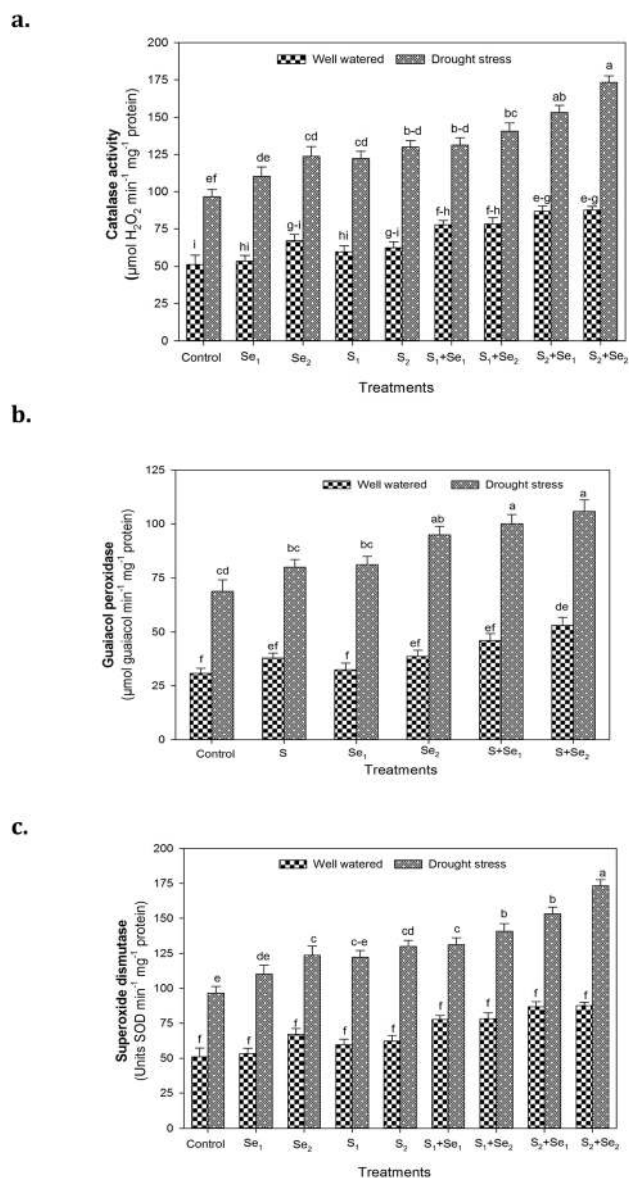 a.
Well watered Drought stress
Catalase activity
(µmol H₂O₂ min⁻¹ mg⁻¹ protein)
200
175
150
125
100
75
50
25
0
i ef hi de g-i cd hi cd g-i b-d f-h b-d f-h bc e-g ab e-g a
Control Se₁ Se₂ S₁ S₂ S₁+Se₁ S₁+Se₂ S₂+Se₁ S₂+Se₂
Treatments
b.
Well watered Drought stress
Guaiacol peroxidase
(µmol guaiacol min⁻¹ mg⁻¹ protein)
125
100
75
50
25
0
f cd ef bc f bc ef ab ef a de a
Control S Se₁ Se₂ S+Se₁ S+Se₂
Treatments
c.
Well watered Drought stress
Superoxide dismutase
(Units SOD min⁻¹ mg⁻¹ protein)
200
175
150
125
100
75
50
25
0
f e f de f c f c-e f cd f c f b f b f a
Control Se₁ Se₂ S₁ S₂ S₁+Se₁ S₁+Se₂ S₂+Se₁ S₂+Se₂
Treatments